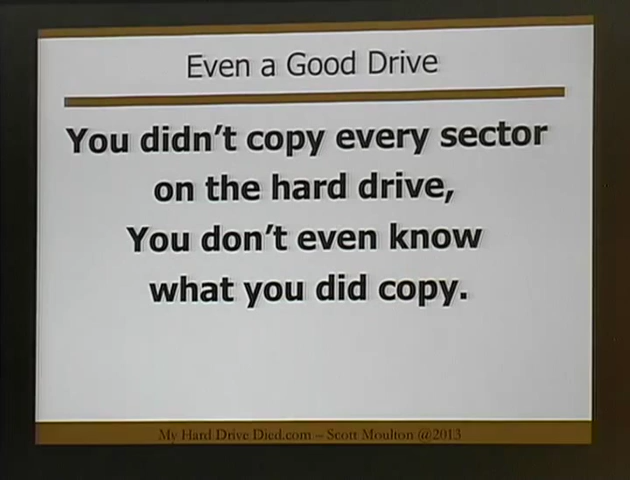 Even a Good Drive
You didn't copy every sector
on the hard drive,
You don't even know
what you did copy.
My Hard Drive Died.com – Scott Moulton @2013